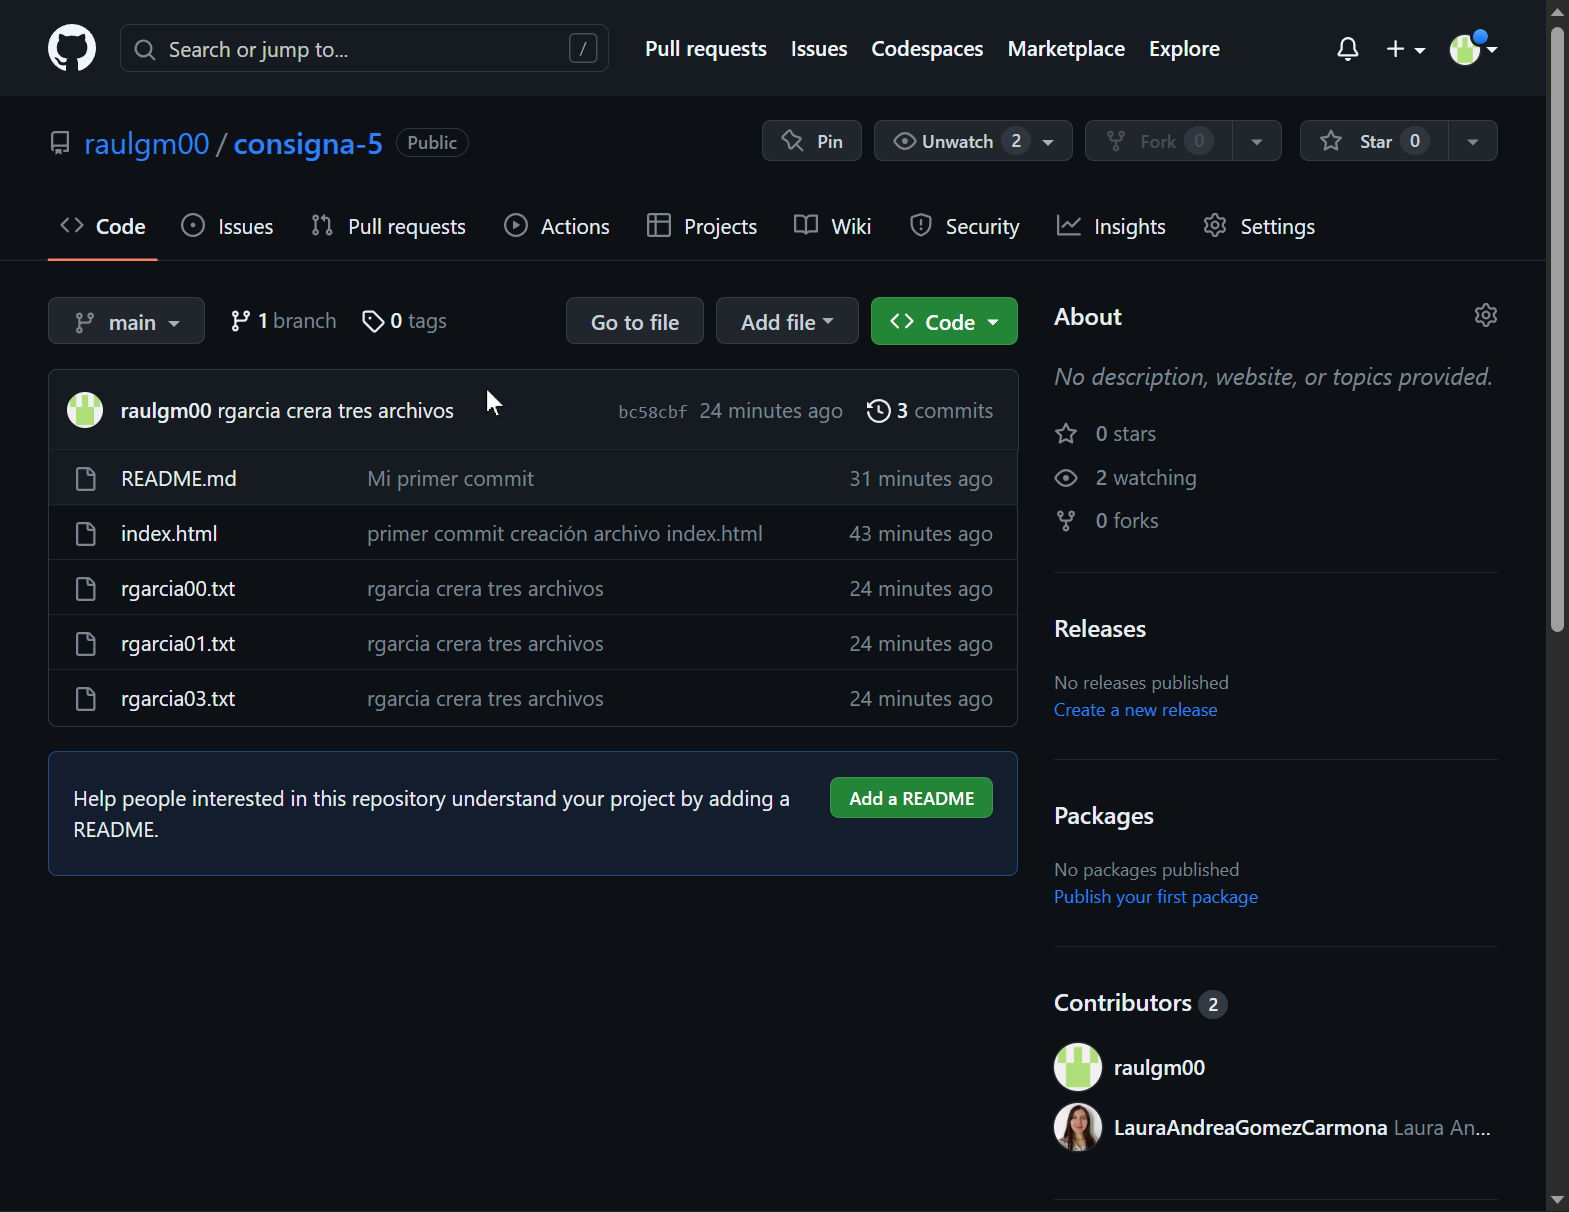 Search or jump to... /
Pull requests Issues Codespaces Marketplace Explore
raulgm00 / consigna-5 Public
Pin Unwatch 2 Fork 0 Star 0
Code Issues Pull requests Actions Projects Wiki Security Insights Settings
main 1 branch 0 tags Go to file Add file Code
raulgm00 rgarcia crera tres archivos bc58cbf 24 minutes ago 3 commits
README.md Mi primer commit 31 minutes ago
index.html primer commit creación archivo index.html 43 minutes ago
rgarcia00.txt rgarcia crera tres archivos 24 minutes ago
rgarcia01.txt rgarcia crera tres archivos 24 minutes ago
rgarcia03.txt rgarcia crera tres archivos 24 minutes ago
Help people interested in this repository understand your project by adding a
README.
Add a README
About
No description, website, or topics provided.
0 stars
2 watching
0 forks
Releases
No releases published
Create a new release
Packages
No packages published
Publish your first package
Contributors 2
raulgm00
LauraAndreaGomezCarmona Laura An...